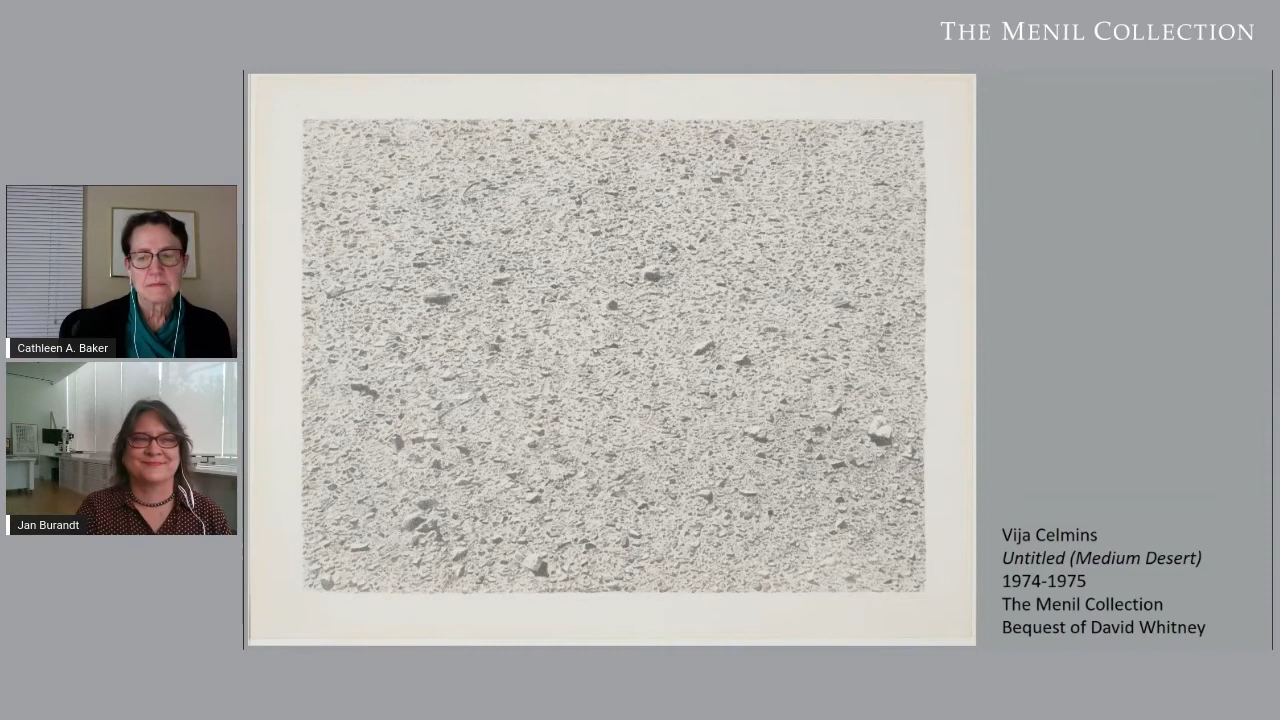 THE MENIL COLLECTION
Cathleen A. Baker
Jan Burandt
Vija Celmins
Untitled (Medium Desert)
1974-1975
The Menil Collection
Bequest of David Whitney